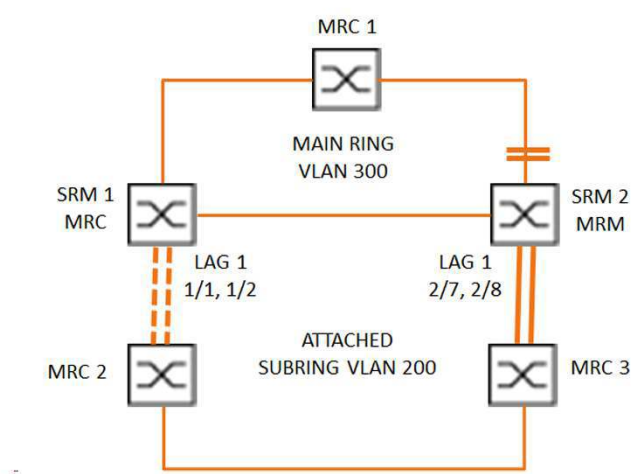 MRC 1
MAIN RING
VLAN 300
SRM 1
MRC
SRM 2
MRM
LAG 1
1/1, 1/2
LAG 1
2/7, 2/8
ATTACHED
SUBRING VLAN 200
MRC 2
MRC 3